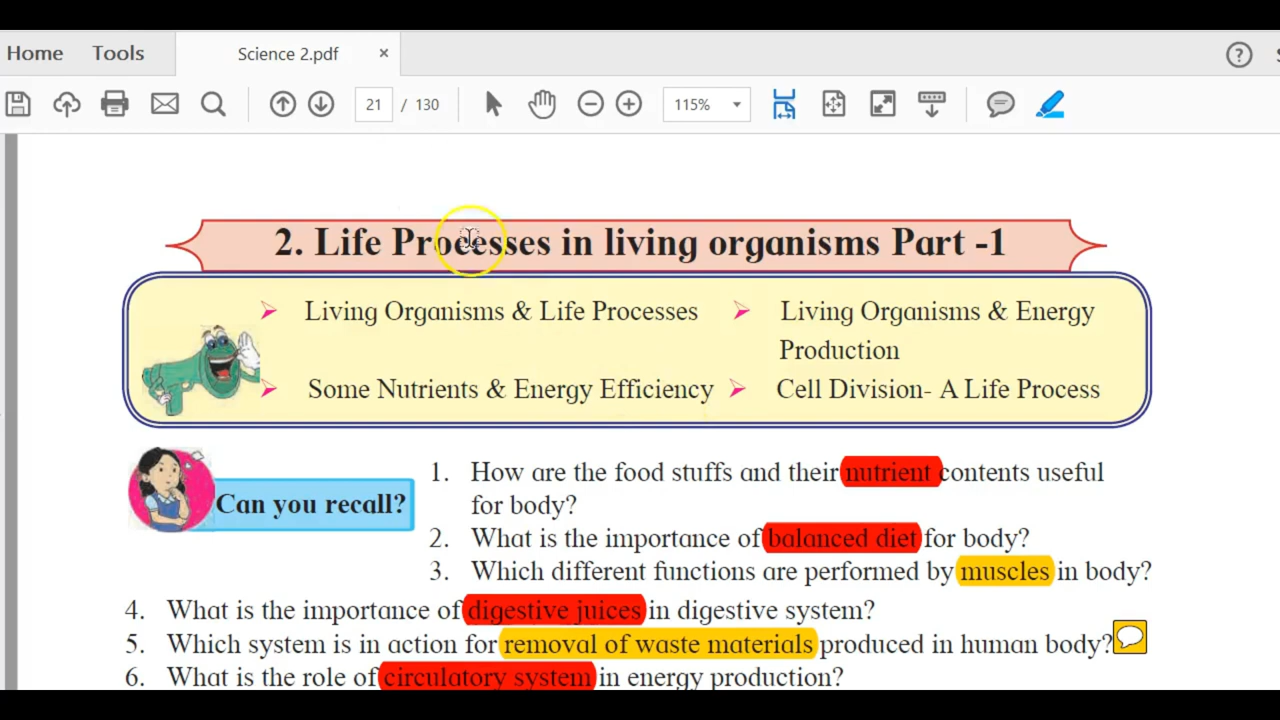 Home Tools Science 2.pdf ×
21 / 130 115%
2. Life Processes in living organisms Part -1
➢ Living Organisms & Life Processes ➢ Living Organisms & Energy
Production
➢ Some Nutrients & Energy Efficiency ➢ Cell Division- A Life Process
Can you recall?
1. How are the food stuffs and their nutrient contents useful
for body?
2. What is the importance of balanced diet for body?
3. Which different functions are performed by muscles in body?
4. What is the importance of digestive juices in digestive system?
5. Which system is in action for removal of waste materials produced in human body?
6. What is the role of circulatory system in energy production?